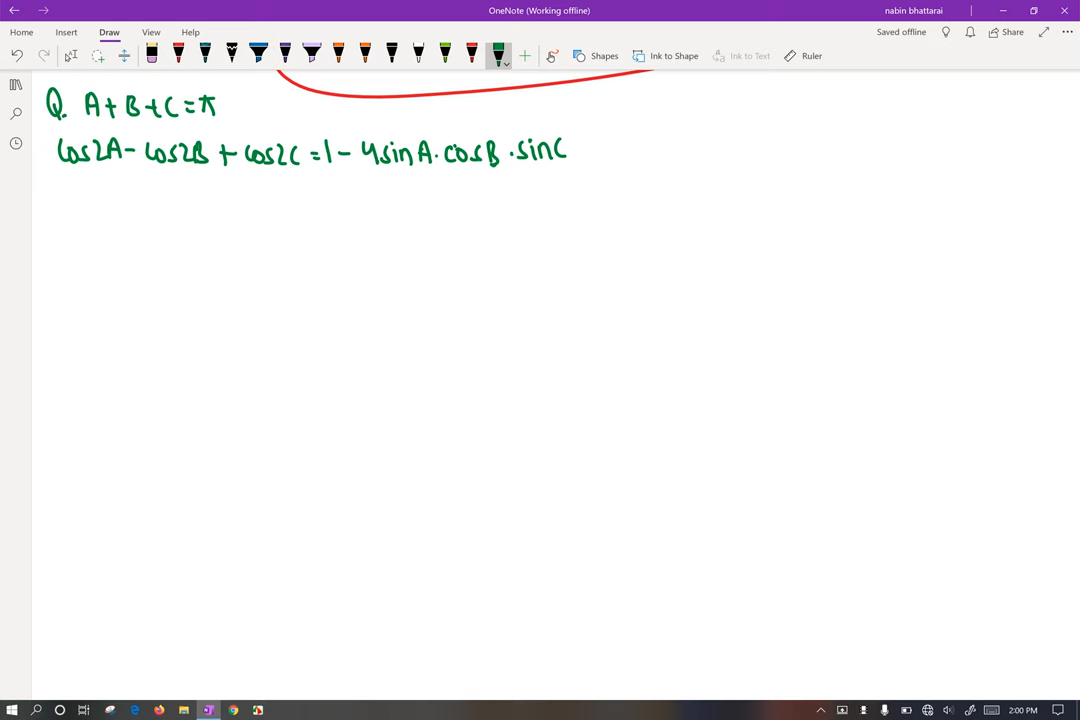 OneNote (Working offline)
nabin bhattarai
Home Insert Draw View Help
Saved offline
Share
Shapes
Ink to Shape
Ink to Text
Ruler
Q. A+B+C=π
cos2A - cos2B + cos2C = 1 - 4sinA·cosB·sinC
2:00 PM